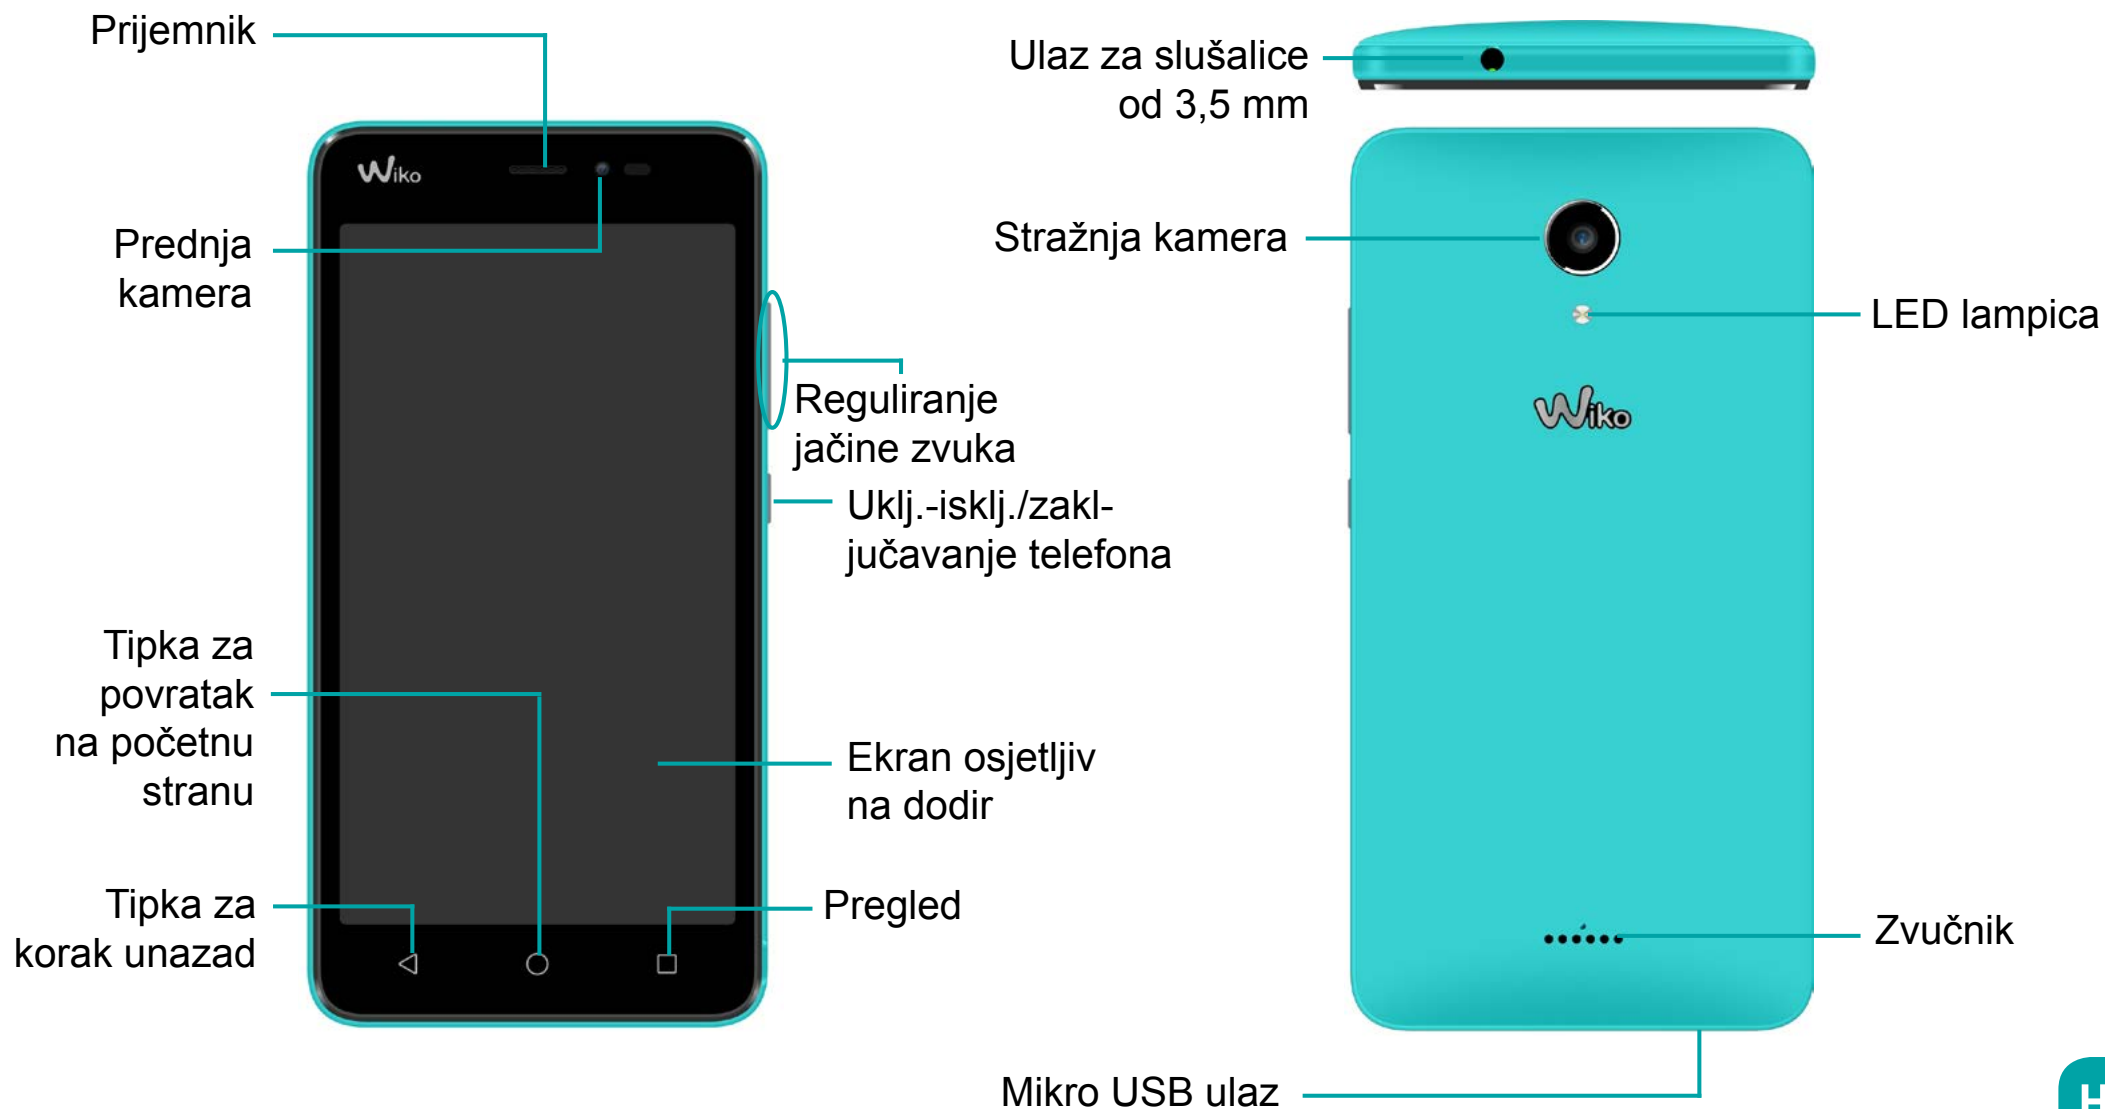 Prijemnik
Wiko
Prednja
kamera
Reguliranje
jačine zvuka
Uklj.-isklj./zakl-
jučavanje telefona
Tipka za
povratak
na početnu
stranu
Ekran osjetljiv
na dodir
Tipka za
korak unazad
Pregled
Ulaz za slušalice
od 3,5 mm
Stražnja kamera
LED lampica
Wiko
Zvučnik
Mikro USB ulaz